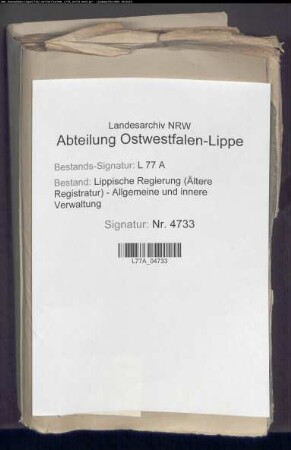 Landesarchiv NRW
Abteilung Ostwestfalen-Lippe
Bestands-Signatur: L 77 A
Bestand: Lippische Regierung (Ältere
Registratur) - Allgemeine und innere
Verwaltung
Signatur: Nr. 4733
L77A_04733